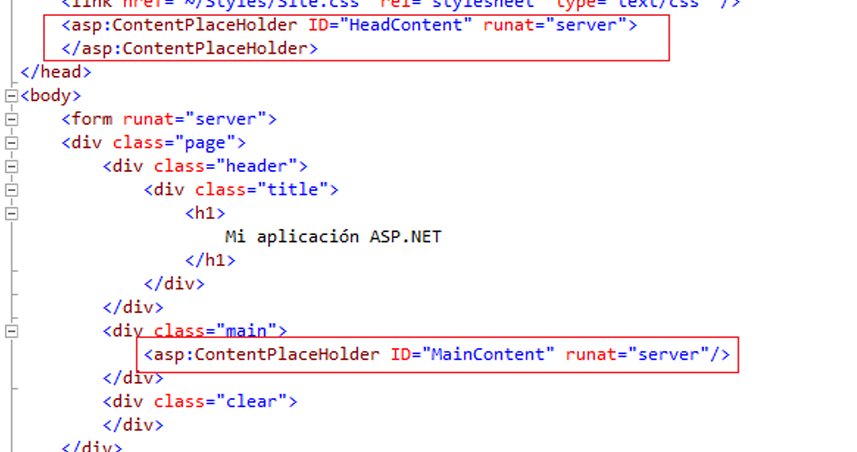 <link href="~/Styles/Site.css" rel="stylesheet" type="text/css" />
<asp:ContentPlaceHolder ID="HeadContent" runat="server">
</asp:ContentPlaceHolder>
</head>
<body>
<form runat="server">
<div class="page">
<div class="header">
<div class="title">
<h1>
Mi aplicación ASP.NET
</h1>
</div>
</div>
<div class="main">
<asp:ContentPlaceHolder ID="MainContent" runat="server"/>
</div>
<div class="clear">
</div>
</div>